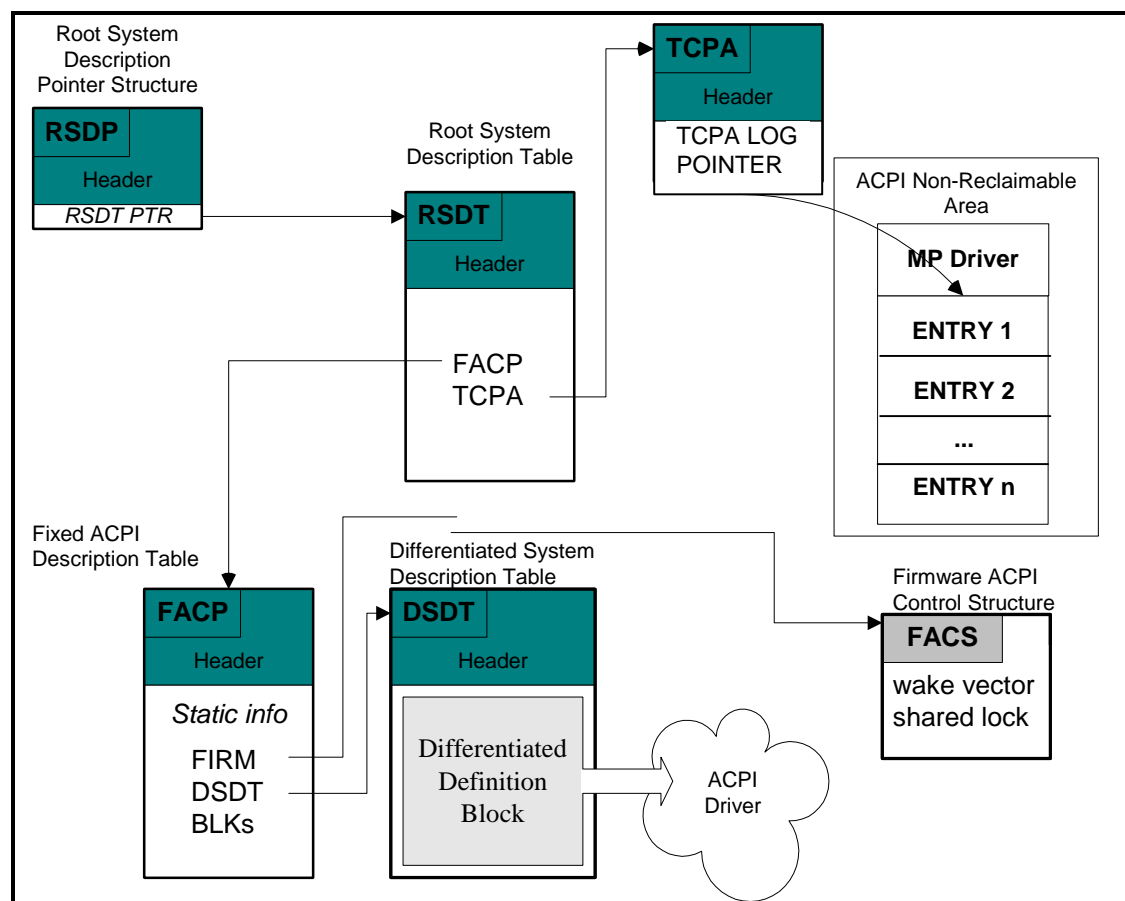 Root System
Description
Pointer Structure
RSDP
Header
RSDT PTR
Root System
Description Table
RSDT
Header
FACP
TCPA
TCPA
Header
TCPA LOG
POINTER
ACPI Non-Reclaimable
Area
MP Driver
ENTRY 1
ENTRY 2
...
ENTRY n
Fixed ACPI
Description Table
FACP
Header
Static info
FIRM
DSDT
BLKs
Differentiated System
Description Table
DSDT
Header
Differentiated
Definition
Block
ACPI
Driver
Firmware ACPI
Control Structure
FACS
wake vector
shared lock